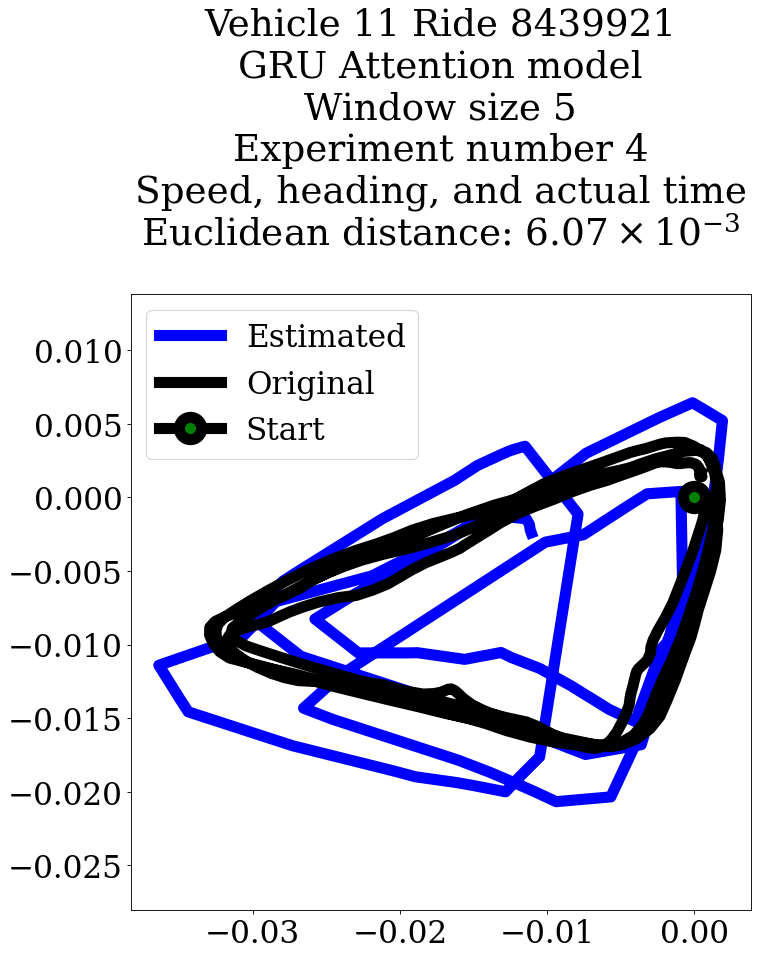 Vehicle 11 Ride 8439921
GRU Attention model
Window size 5
Experiment number 4
Speed, heading, and actual time
Euclidean distance: 6.07 × 10⁻³
Estimated
Original
Start
0.010
0.005
0.000
−0.005
−0.010
−0.015
−0.020
−0.025
−0.03 −0.02 −0.01 0.00